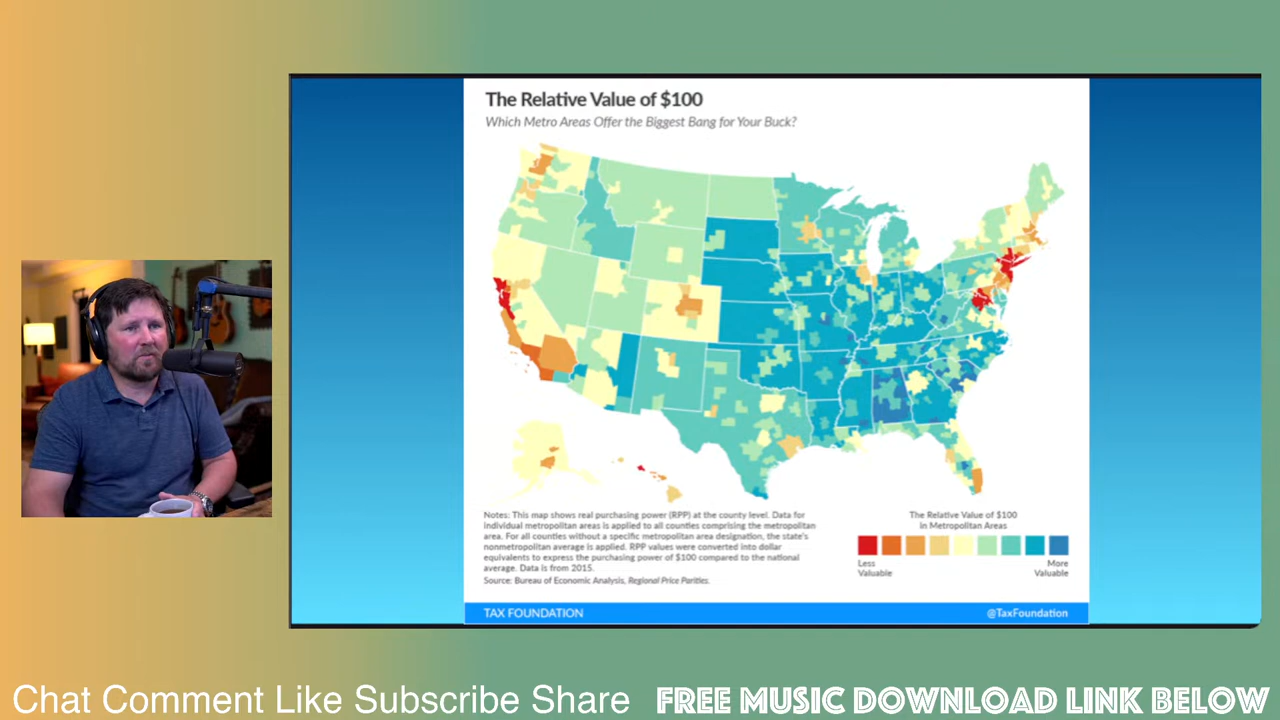 The Relative Value of $100
Which Metro Areas Offer the Biggest Bang for Your Buck?
Notes: This map shows real purchasing power (RPP) at the county level. Data for
individual metropolitan areas is applied to all counties comprising the metropolitan
area. For all counties without a specific metropolitan area designation, the state's
nonmetropolitan average is applied. RPP values were converted into dollar
equivalents to express the purchasing power of $100 compared to the national
average. Data is from 2015.
Source: Bureau of Economic Analysis, Regional Price Parities.
The Relative Value of $100
in Metropolitan Areas
Less
Valuable
More
Valuable
TAX FOUNDATION
@TaxFoundation
Chat Comment Like Subscribe Share
FREE MUSIC DOWNLOAD LINK BELOW